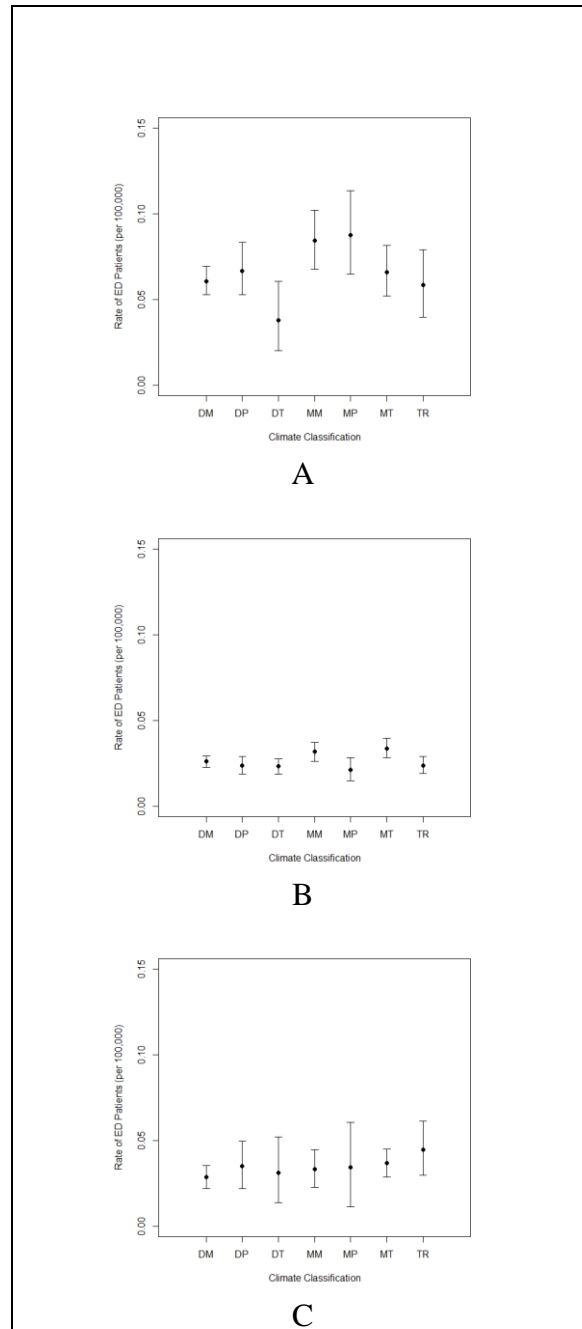 Rate of ED Patients (per 100,000)
0.15
0.10
0.05
0.00
DM DP DT MM MP MT TR
Climate Classification
A
Rate of ED Patients (per 100,000)
0.15
0.10
0.05
0.00
DM DP DT MM MP MT TR
Climate Classification
B
Rate of ED Patients (per 100,000)
0.15
0.10
0.05
0.00
DM DP DT MM MP MT TR
Climate Classification
C